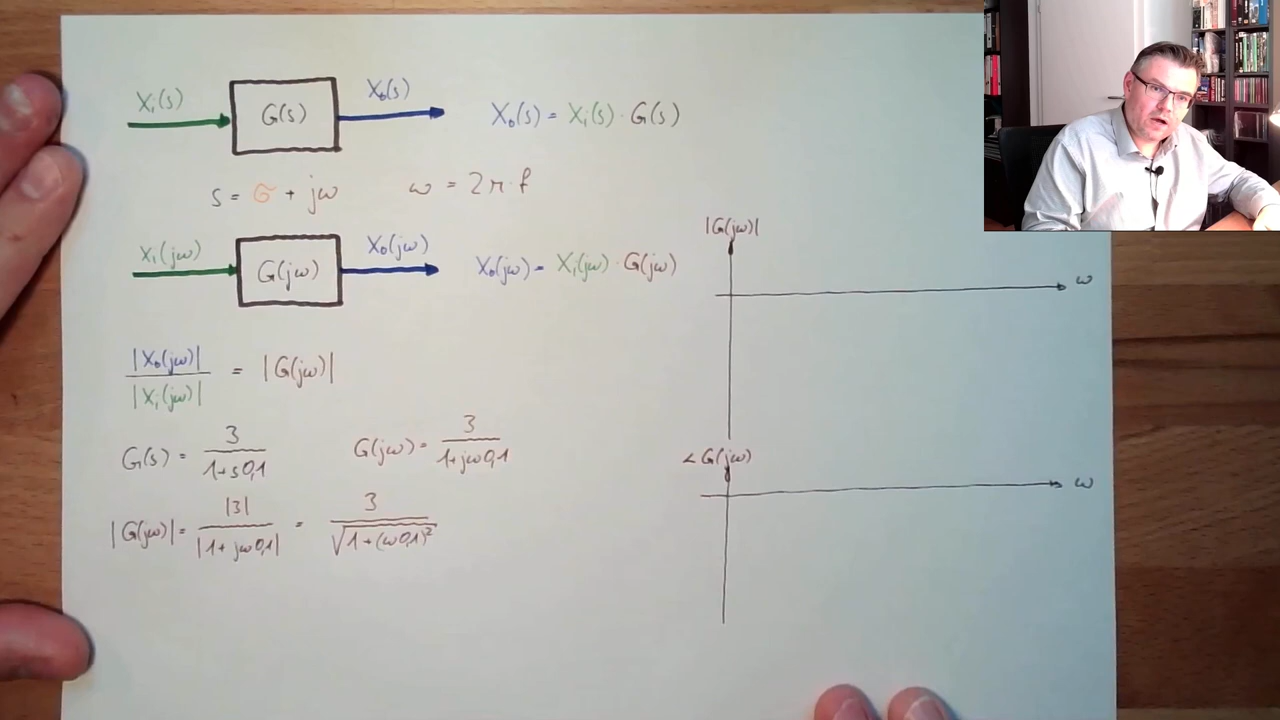 Xi(s) G(s) Xo(s) Xo(s) = Xi(s) · G(s)
s = σ + jω ω = 2π · f
Xi(jω) G(jω) Xo(jω) Xo(jω) = Xi(jω) · G(jω)
|Xo(jω)| / |Xi(jω)| = |G(jω)|
G(s) = 3 / 1+s0,1 G(jω) = 3 / 1+jω0,1
|G(jω)| = |3| / |1+jω0,1| = 3 / √1+(ω0,1)²
|G(jω)|
ω
∠G(jω)
ω